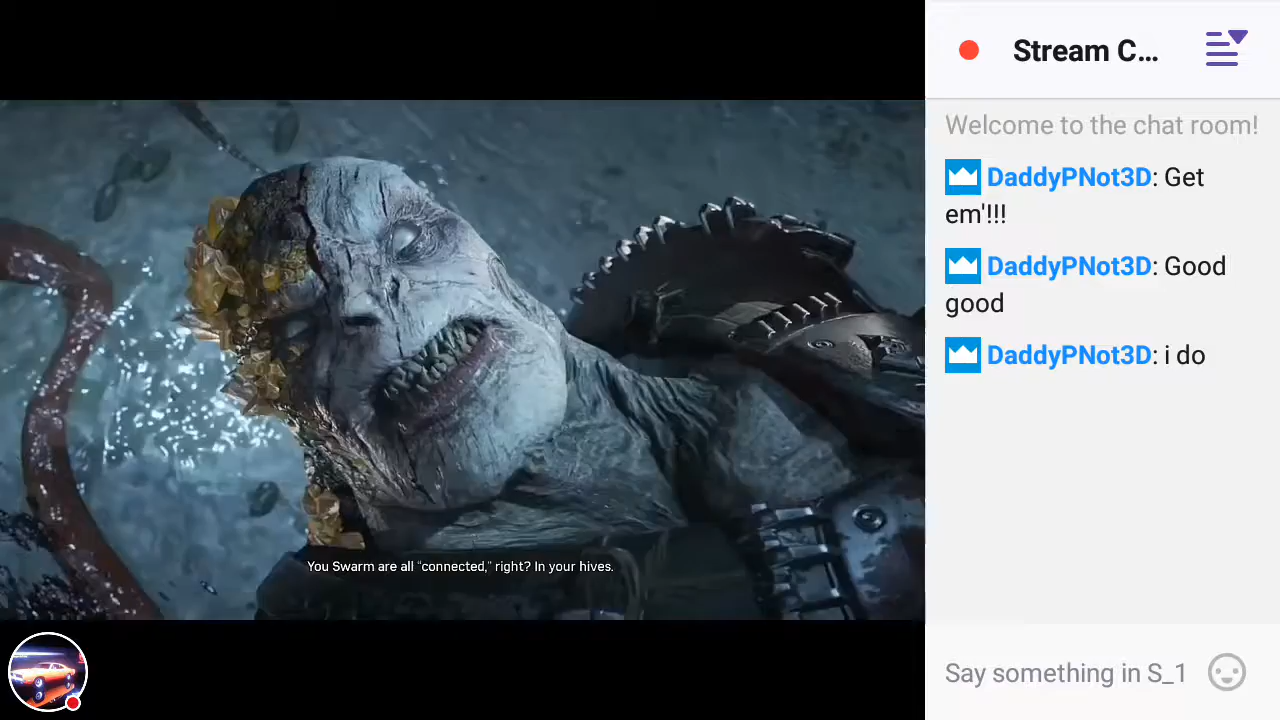 Stream C...
Welcome to the chat room!
DaddyPNot3D: Get
em'!!!
DaddyPNot3D: Good
good
DaddyPNot3D: i do
You Swarm are all "connected," right? In your hives.
Say something in S_1